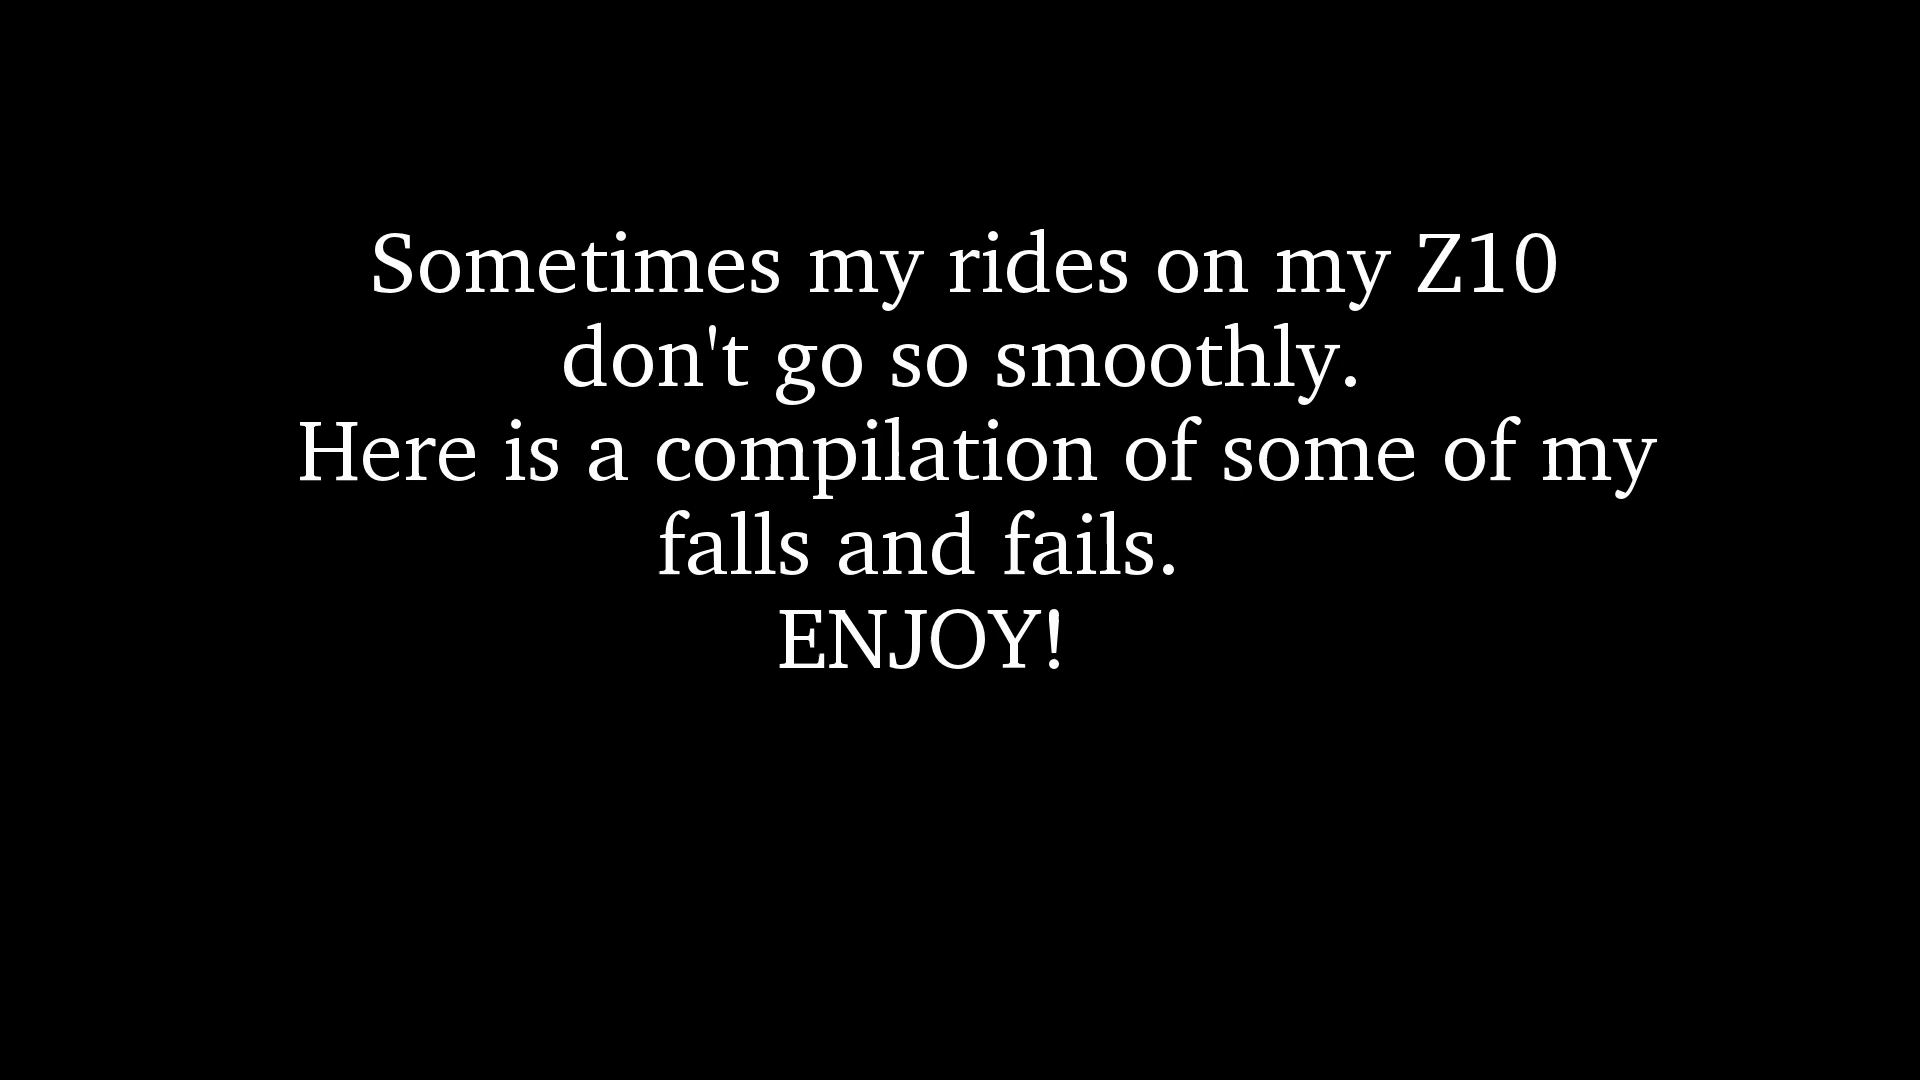 Sometimes my rides on my Z10
don't go so smoothly.
Here is a compilation of some of my
falls and fails.
ENJOY!